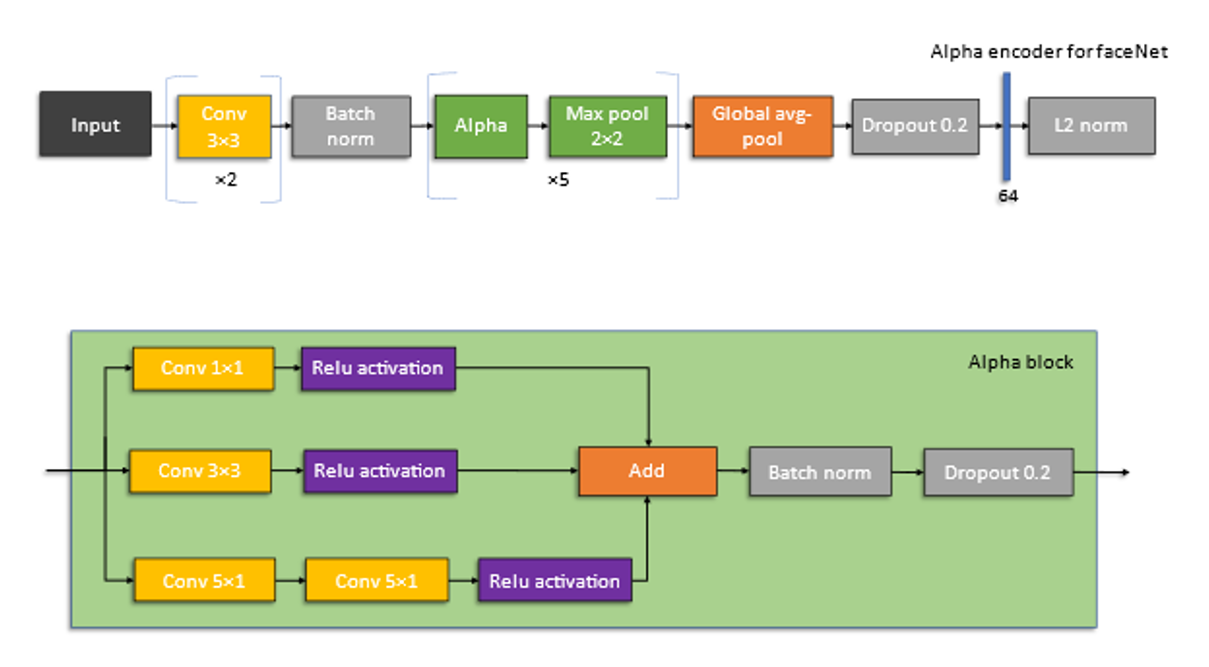 Alpha encoder for faceNet
Input
Conv
3×3
×2
Batch
norm
Alpha
Max pool
2×2
×5
Global avg-
pool
Dropout 0.2
64
L2 norm
Alpha block
Conv 1×1
Relu activation
Conv 3×3
Relu activation
Add
Batch norm
Dropout 0.2
Conv 5×1
Conv 5×1
Relu activation